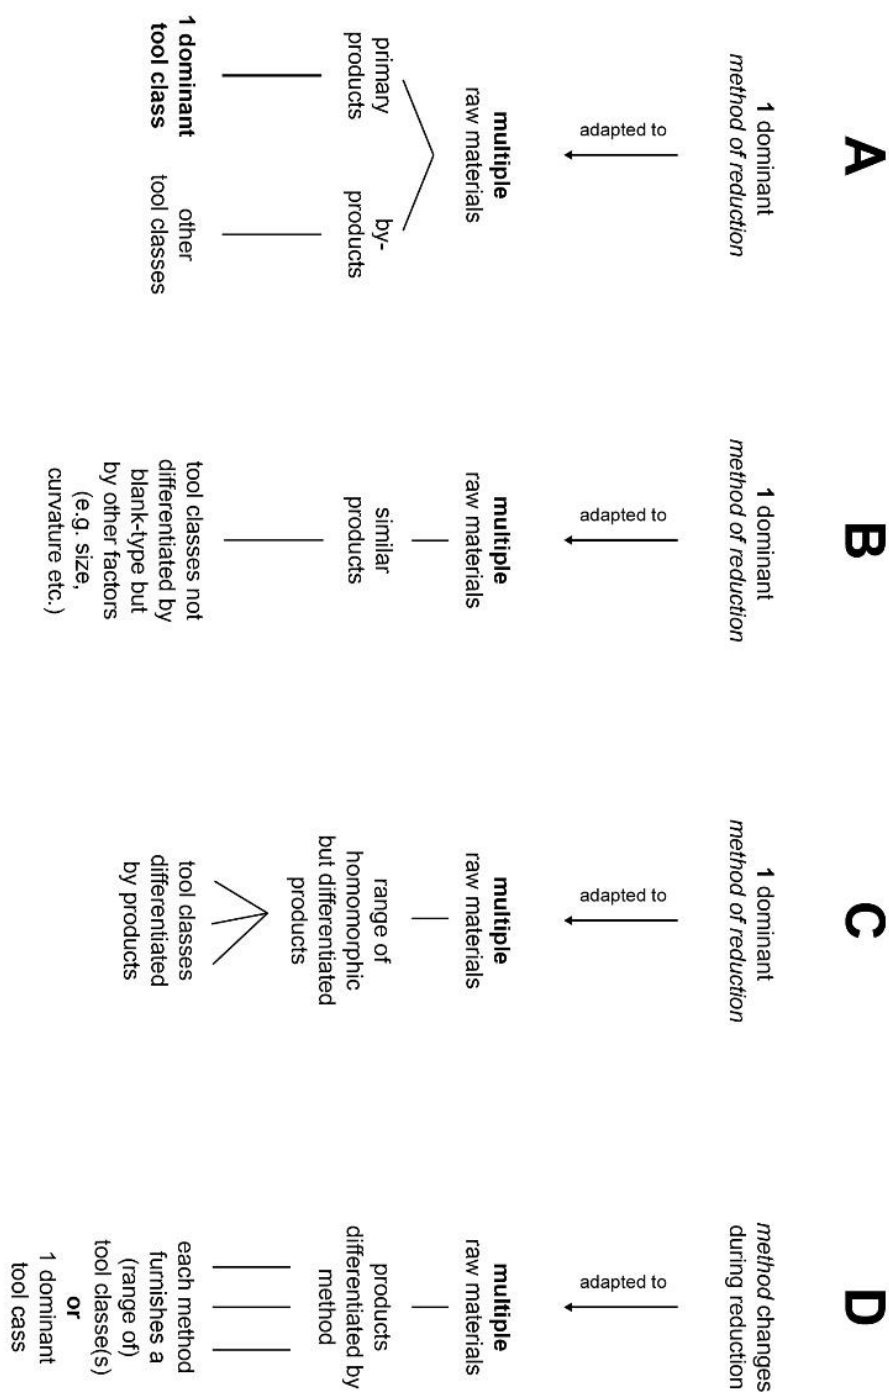 A
1 dominant
method of reduction
adapted to
multiple
raw materials
primary
products
by-
products
1 dominant
tool class
other
tool classes
B
1 dominant
method of reduction
adapted to
multiple
raw materials
similar
products
tool classes not
differentiated by
blank-type but
by other factors
(e.g. size,
curvature etc.)
C
1 dominant
method of reduction
adapted to
multiple
raw materials
range of
homomorphic
but differentiated
products
tool classes
differentiated
by products
D
method changes
during reduction
adapted to
multiple
raw materials
products
differentiated by
method
each method
furnishes a
(range of)
tool classe(s)
or
1 dominant
tool cass